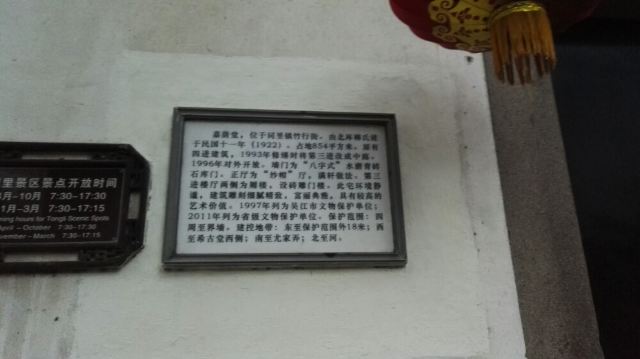 里景区景点开放时间
月-10月 7:30-17:30
1月-3月 7:30-17:15
ning hours for Tongli Scenic Spots
April - October 7:30-17:30
vember - March 7:30-17:15
嘉荫堂，位于同里镇竹行街。由北环柳氏建
于民国十一年（1922）。占地854平方米。原有
四进建筑，1993年修缮时将第三进改成中庭。
1996年对外开放。墙门为“八字式”水磨青砖
石库门。正厅为“纱帽”厅，满轩做法。第三
进楼厅两侧为厢楼，设砖雕门楼。此宅环境静
谧，建筑雕刻细腻精致，富丽典雅，具有较高的
艺术价值。1997年列为吴江市文物保护单位；
2011年列为省级文物保护单位。保护范围：四
周至界墙。建控地带：东至保护范围外18米；西
至希古堂西侧；南至尤家弄；北至河。